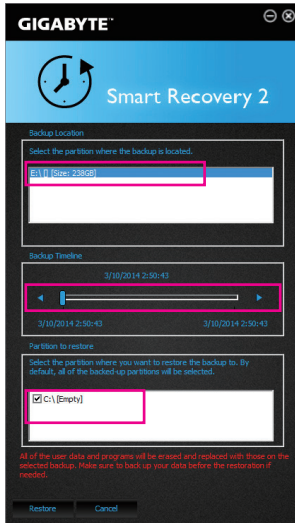 GIGABYTE™
Smart Recovery 2
Backup Location
Select the partition where the backup is located.
E:\ [] [Size: 238GB]
Backup Timeline
3/10/2014 2:50:43
3/10/2014 2:50:43 3/10/2014 2:50:43
Partition to restore
Select the partition where you want to restore the backup to. By
default, all of the backed-up partitions will be selected.
C:\ [Empty]
All of the user data and programs will be erased and replaced with those on the
selected backup. Make sure to back up your data before the restoration if
needed.
Restore Cancel